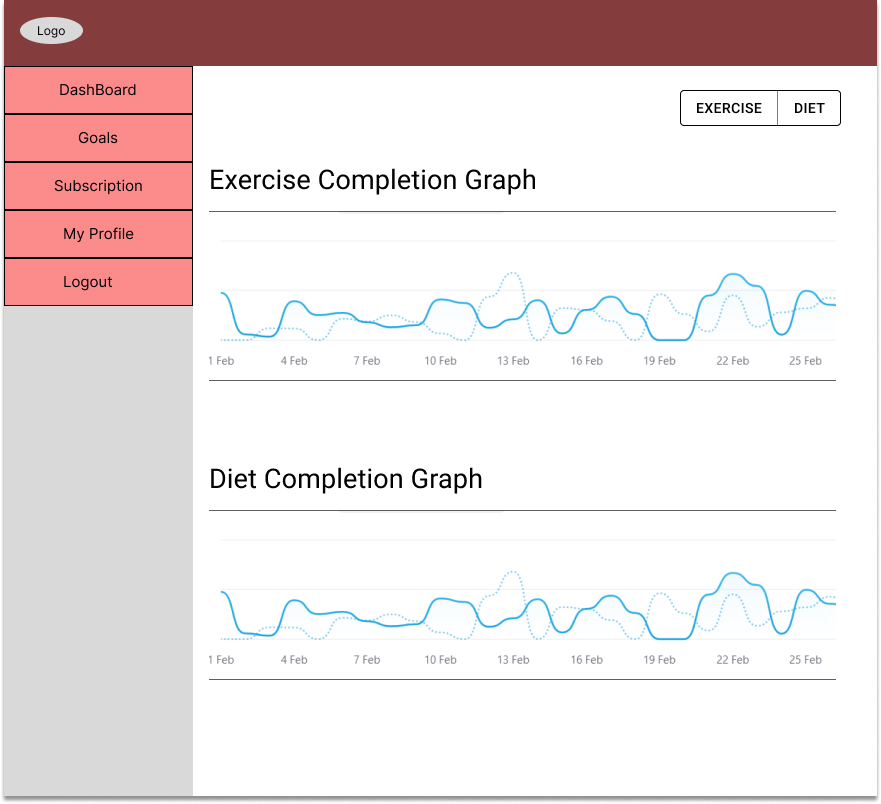 Logo
DashBoard
Goals
Subscription
My Profile
Logout
EXERCISE DIET
Exercise Completion Graph
1 Feb 4 Feb 7 Feb 10 Feb 13 Feb 16 Feb 19 Feb 22 Feb 25 Feb
Diet Completion Graph
1 Feb 4 Feb 7 Feb 10 Feb 13 Feb 16 Feb 19 Feb 22 Feb 25 Feb